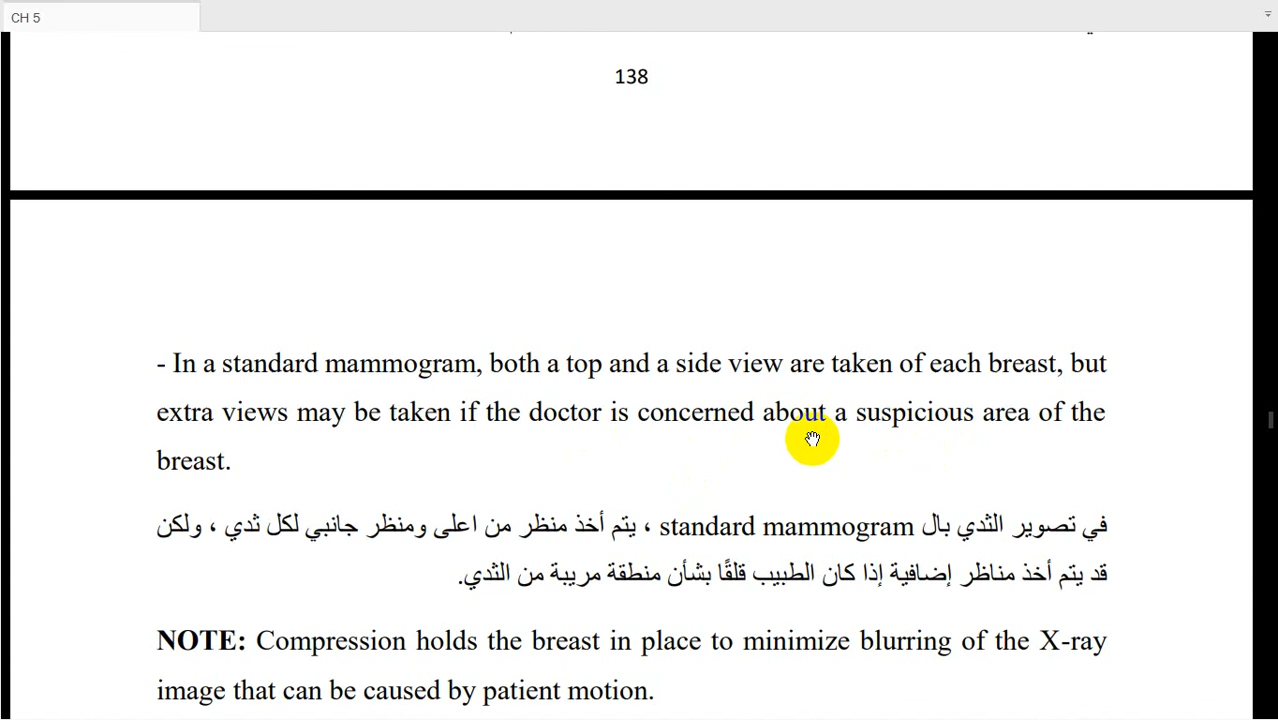 CH 5
138
- In a standard mammogram, both a top and a side view are taken of each breast, but
extra views may be taken if the doctor is concerned about a suspicious area of the
breast.
في تصوير الثدي بال standard mammogram ، يتم أخذ منظر من اعلى ومنظر جانبي لكل ثدي ، ولكن
قد يتم أخذ مناظر إضافية إذا كان الطبيب قلقًا بشأن منطقة مريبة من الثدي.
NOTE: Compression holds the breast in place to minimize blurring of the X-ray
image that can be caused by patient motion.